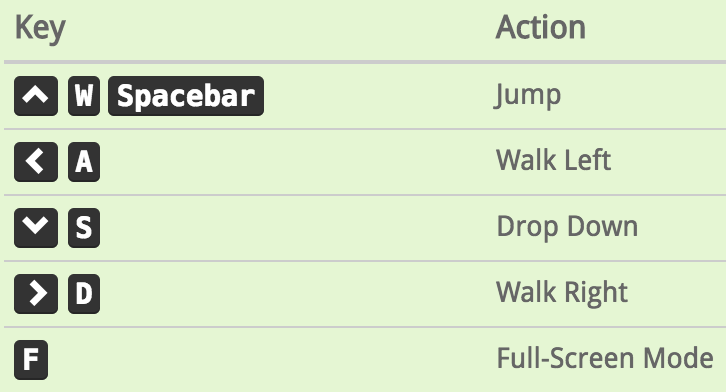 Key Action
W Spacebar Jump
A Walk Left
S Drop Down
D Walk Right
F Full-Screen Mode